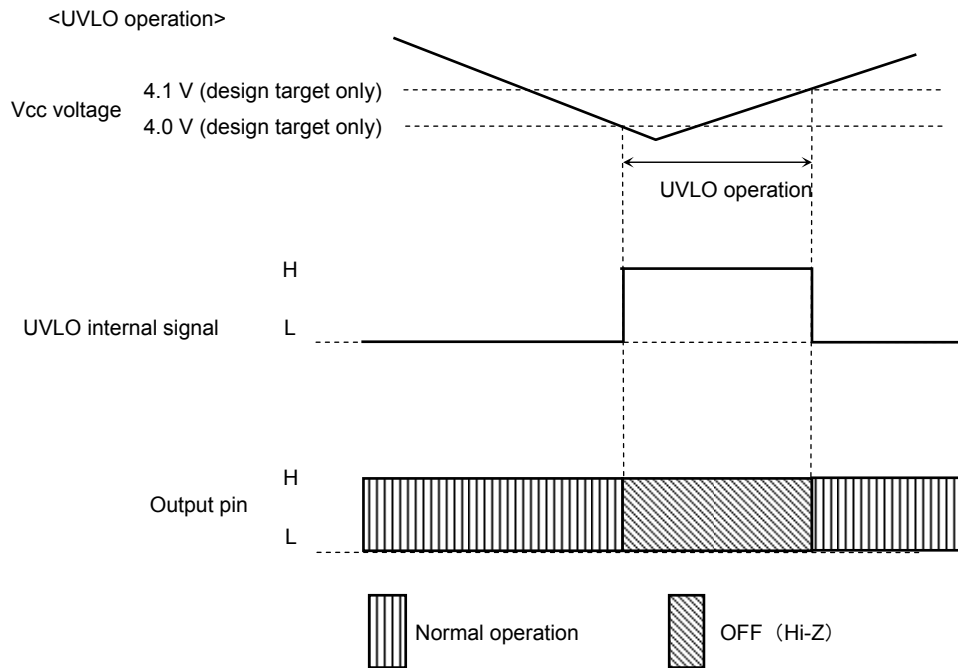 <UVLO operation>
4.1 V (design target only)
Vcc voltage
4.0 V (design target only)
UVLO operation
H
UVLO internal signal
L
H
Output pin
L
Normal operation
OFF（Hi-Z）